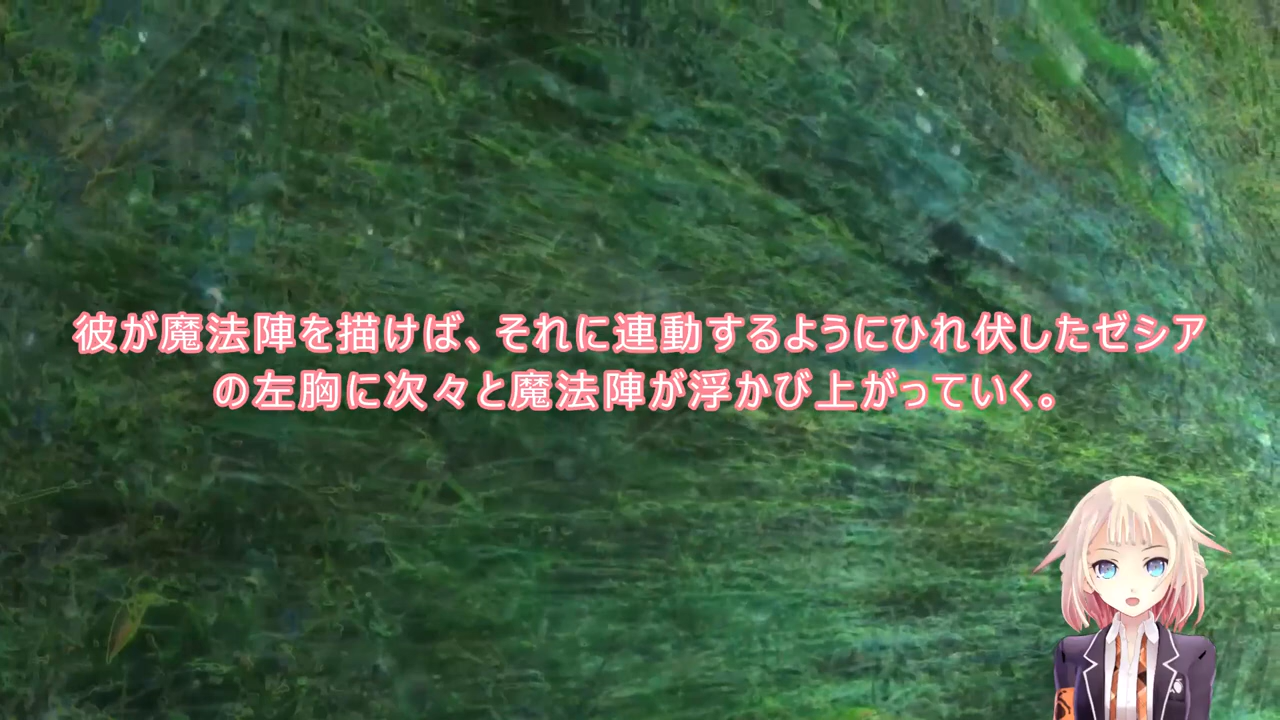 彼が魔法陣を描けば、それに連動するようにひれ伏したゼシア
の左胸に次々と魔法陣が浮かび上がっていく。